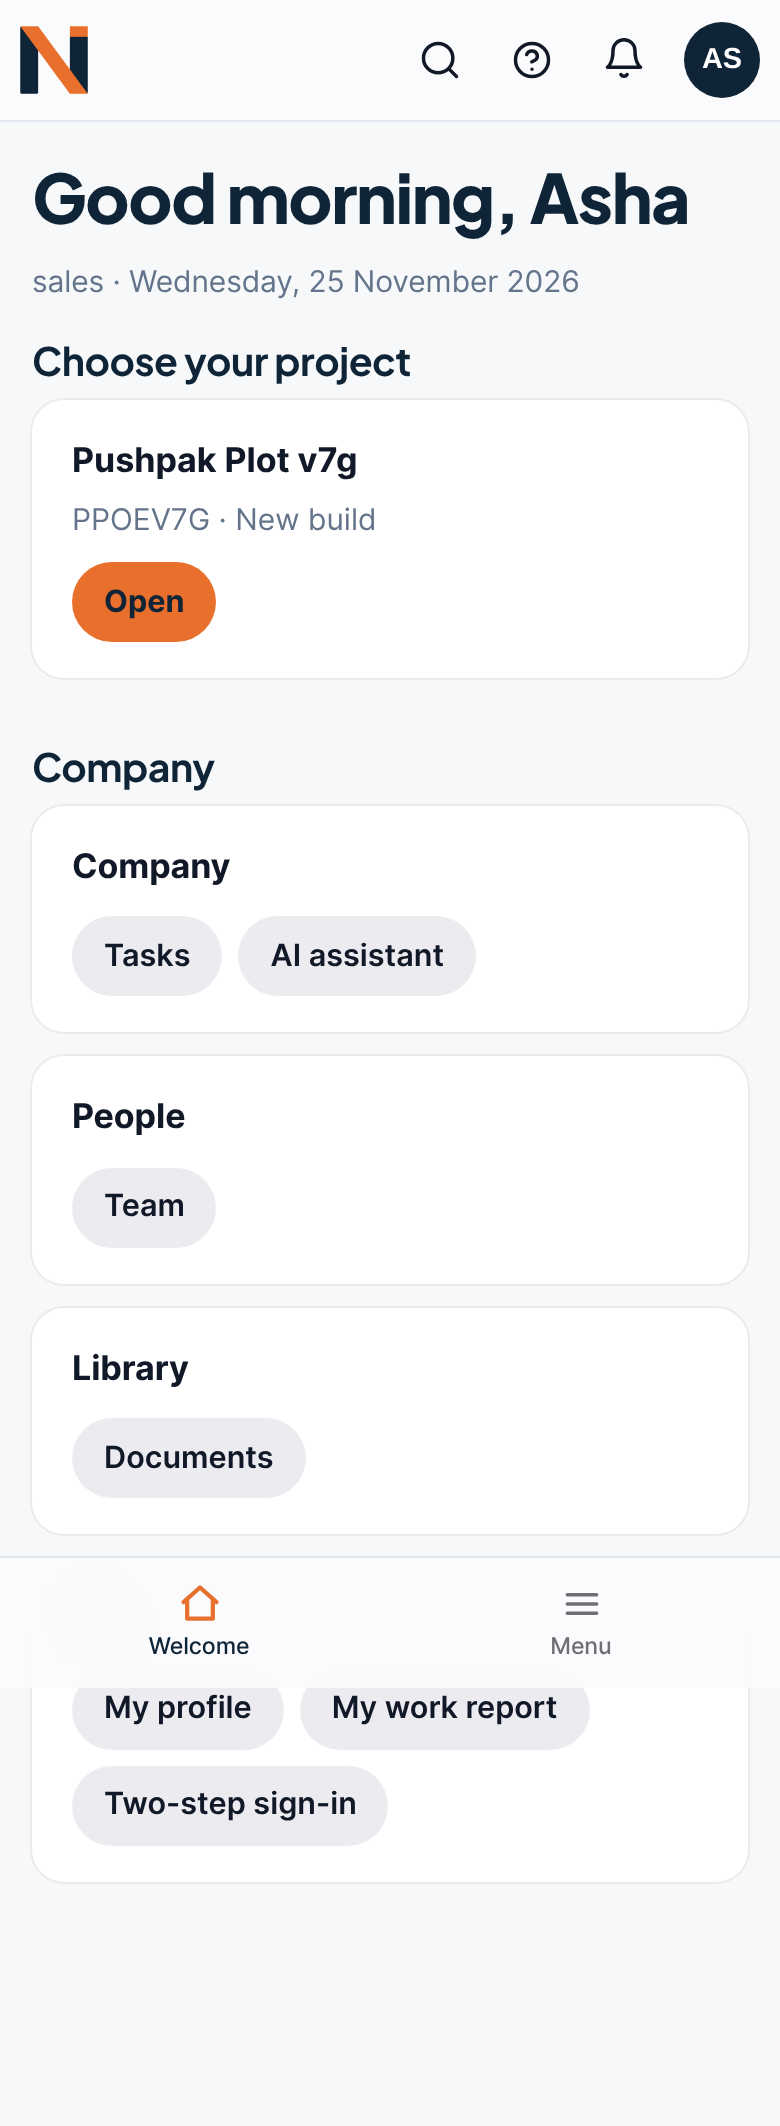 N
AS
Good morning, Asha
sales · Wednesday, 25 November 2026
Choose your project
Pushpak Plot v7g
PPOEV7G · New build
Open
Company
Company
Tasks AI assistant
People
Team
Library
Documents
Welcome Menu
My profile My work report
Two-step sign-in